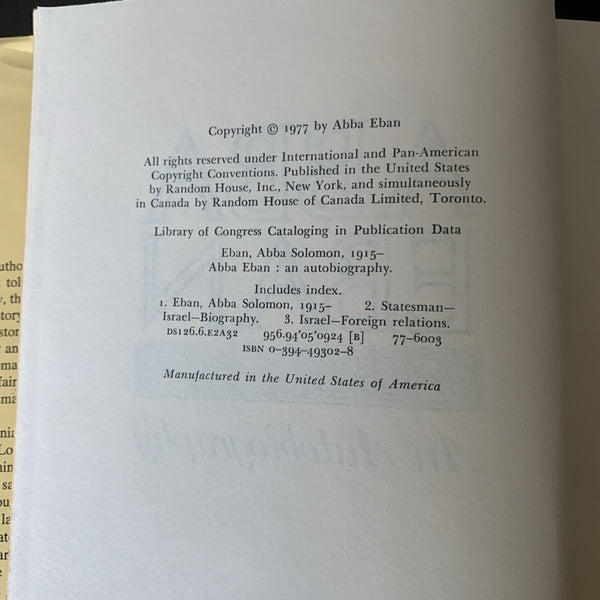 Copyright © 1977 by Abba Eban
All rights reserved under International and Pan-American
Copyright Conventions. Published in the United States
by Random House, Inc., New York, and simultaneously
in Canada by Random House of Canada Limited, Toronto.
Library of Congress Cataloging in Publication Data
Eban, Abba Solomon, 1915–
Abba Eban : an autobiography.
Includes index.
1. Eban, Abba Solomon, 1915– 2. Statesman—
Israel—Biography. 3. Israel—Foreign relations.
DS126.6.E2A32 956.94'05'0924 [B] 77–6003
ISBN 0–394–49302–8
Manufactured in the United States of America